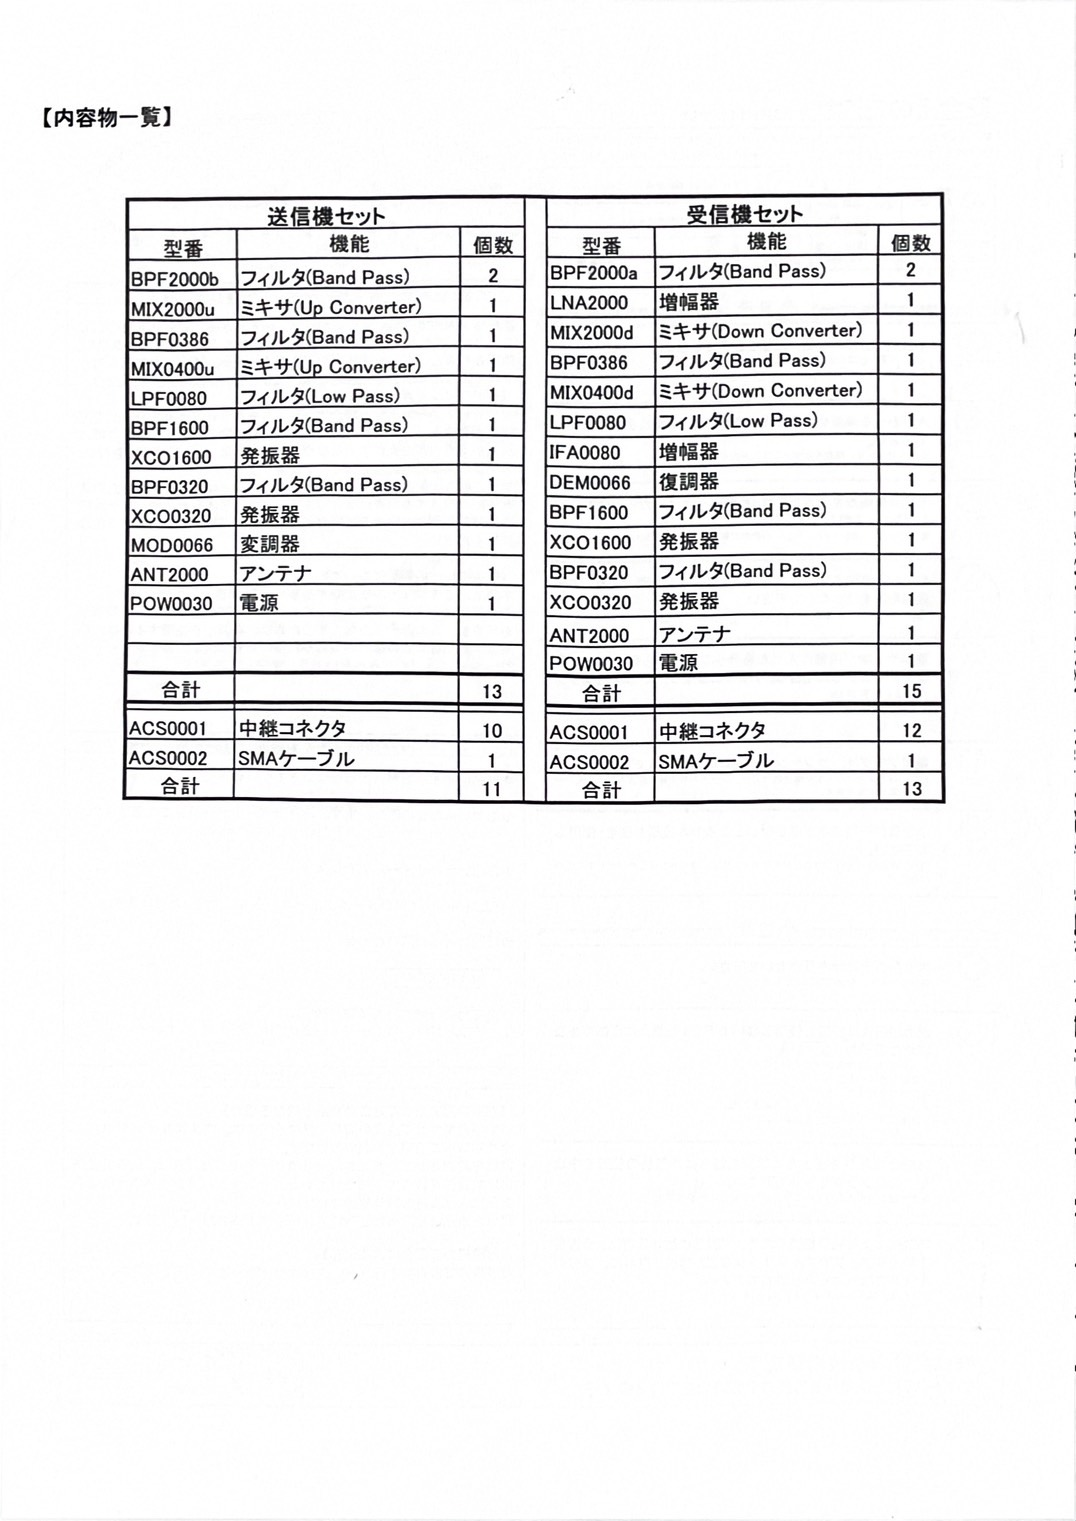 【内容物一覧】
送信機セット
型番 機能 個数
BPF2000b フィルタ(Band Pass) 2
MIX2000u ミキサ(Up Converter) 1
BPF0386 フィルタ(Band Pass) 1
MIX0400u ミキサ(Up Converter) 1
LPF0080 フィルタ(Low Pass) 1
BPF1600 フィルタ(Band Pass) 1
XCO1600 発振器 1
BPF0320 フィルタ(Band Pass) 1
XCO0320 発振器 1
MOD0066 変調器 1
ANT2000 アンテナ 1
POW0030 電源 1
合計 13
ACS0001 中継コネクタ 10
ACS0002 SMAケーブル 1
合計 11
受信機セット
型番 機能 個数
BPF2000a フィルタ(Band Pass) 2
LNA2000 増幅器 1
MIX2000d ミキサ(Down Converter) 1
BPF0386 フィルタ(Band Pass) 1
MIX0400d ミキサ(Down Converter) 1
LPF0080 フィルタ(Low Pass) 1
IFA0080 増幅器 1
DEM0066 復調器 1
BPF1600 フィルタ(Band Pass) 1
XCO1600 発振器 1
BPF0320 フィルタ(Band Pass) 1
XCO0320 発振器 1
ANT2000 アンテナ 1
POW0030 電源 1
合計 15
ACS0001 中継コネクタ 12
ACS0002 SMAケーブル 1
合計 13